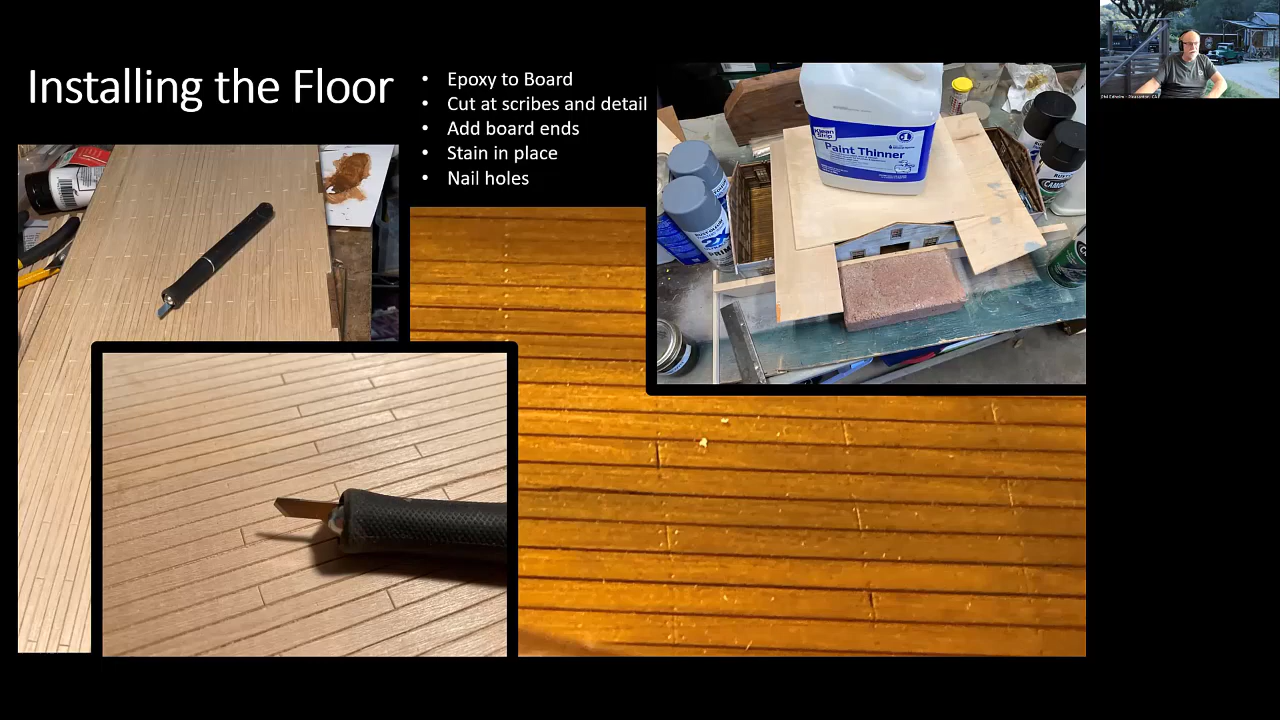 Installing the Floor
• Epoxy to Board
• Cut at scribes and detail
• Add board ends
• Stain in place
• Nail holes
Klean Strip
Paint Thinner
2X